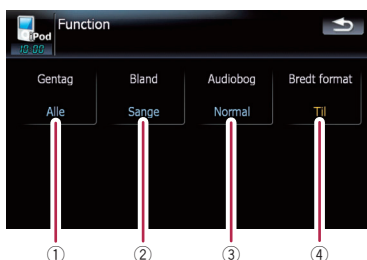 Function
iPod
10:00
Gentag Bland Audiobog Bredt format
Alle Sange Normal Til
① ② ③ ④